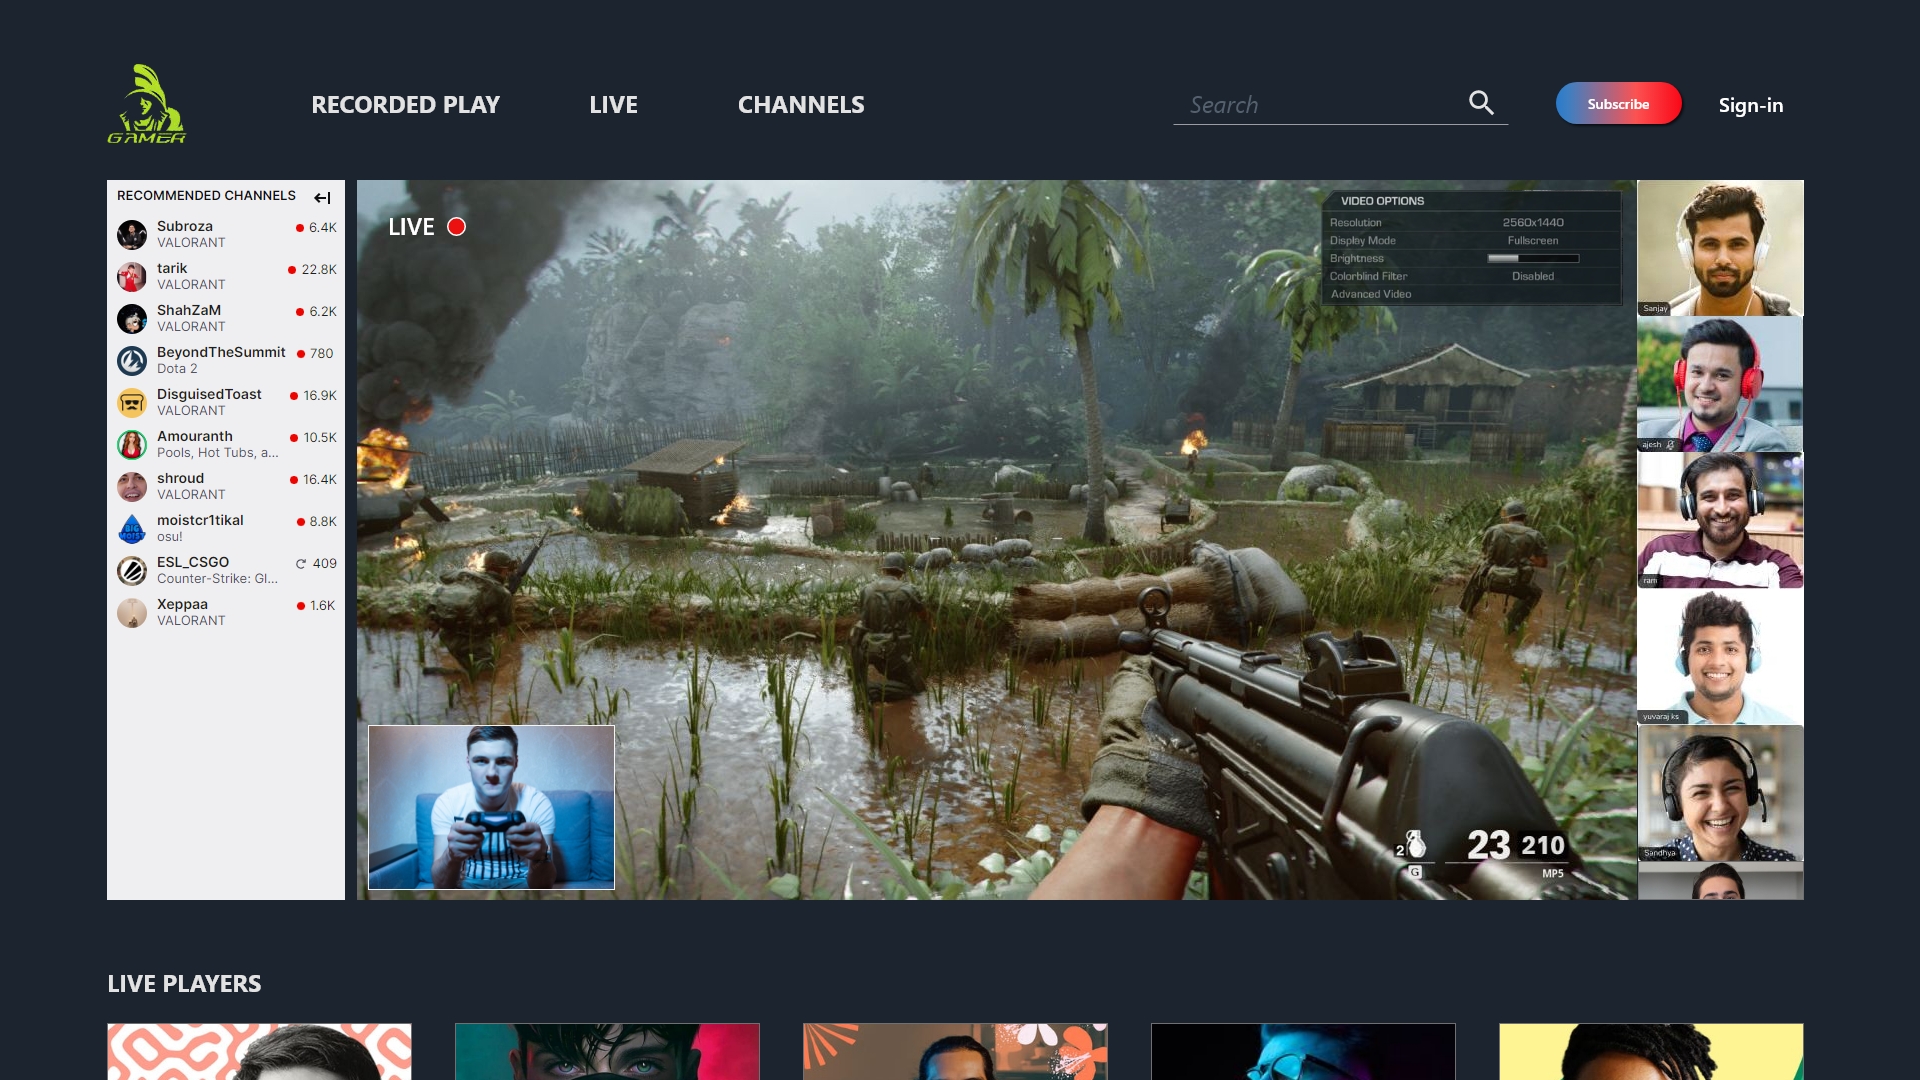 GAMER
RECORDED PLAY
LIVE
CHANNELS
Search
Subscribe
Sign-in
RECOMMENDED CHANNELS
Subroza
6.4K
VALORANT
tarik
22.8K
VALORANT
ShahZaM
6.2K
VALORANT
BeyondTheSummit
780
Dota 2
DisguisedToast
16.9K
VALORANT
Amouranth
10.5K
Pools, Hot Tubs, a...
shroud
16.4K
VALORANT
moistcr1tikal
8.8K
osu!
ESL_CSGO
409
Counter-Strike: Gl...
Xeppaa
1.6K
VALORANT
BIG
MOIST
LIVE
VIDEO OPTIONS
Resolution 2560x1440
Display Mode Fullscreen
Brightness
Colorblind Filter Disabled
Advanced Video
2
G
23 210
MP5
Sanjay
ajesh
ram
yuvaraj ks
Sandhya
LIVE PLAYERS